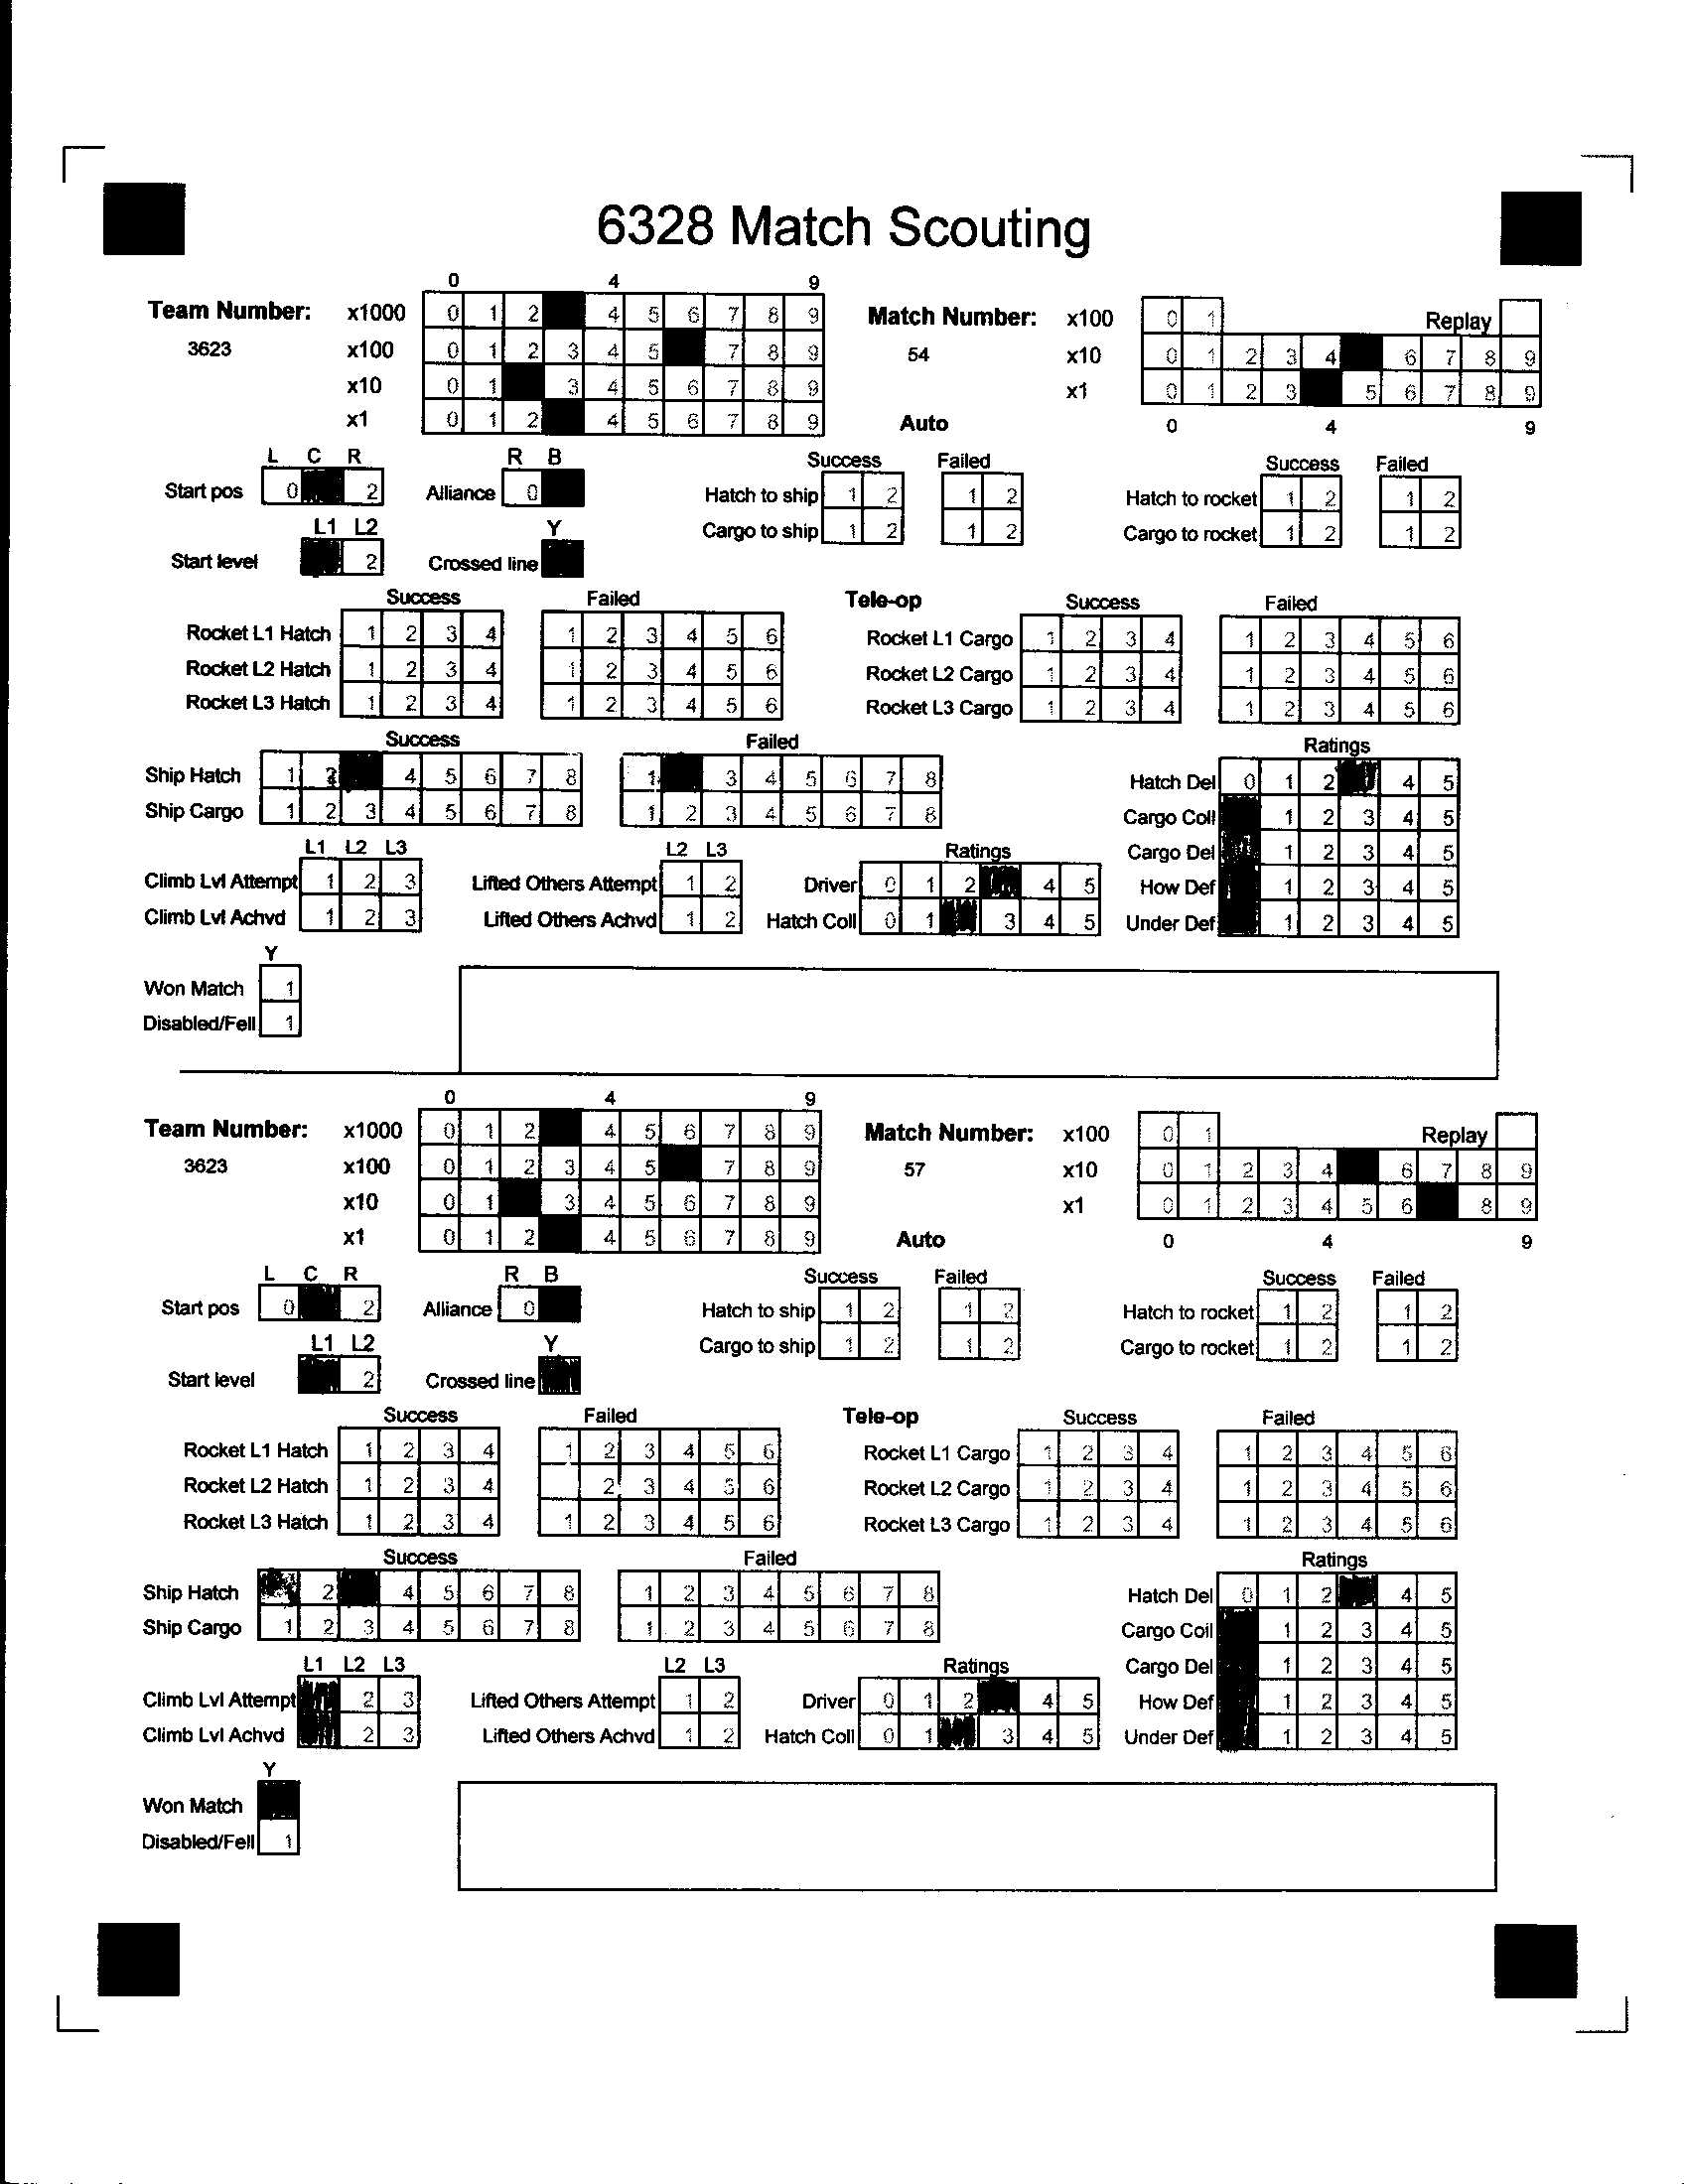 6328 Match Scouting
0 4 9
Team Number: x1000 0 1 2 4 5 6 7 8 9 Match Number: x100 0 1 Replay
3623 x100 0 1 2 3 4 5 7 8 9 54 x10 0 1 2 3 4 6 7 8 9
x10 0 1 3 4 5 6 7 8 9 x1 0 1 2 3 5 6 7 8 9
x1 0 1 2 4 5 6 7 8 9 Auto 0 4 9
L C R R B Success Failed Success Failed
Start pos 0 2 Alliance 0 Hatch to ship 1 2 1 2 Hatch to rocket 1 2 1 2
L1 L2 Y Cargo to ship 1 2 1 2 Cargo to rocket 1 2 1 2
Start level 2 Crossed line
Success Failed Tele-op Success Failed
Rocket L1 Hatch 1 2 3 4 1 2 3 4 5 6 Rocket L1 Cargo 1 2 3 4 1 2 3 4 5 6
Rocket L2 Hatch 1 2 3 4 1 2 3 4 5 6 Rocket L2 Cargo 1 2 3 4 1 2 3 4 5 6
Rocket L3 Hatch 1 2 3 4 1 2 3 4 5 6 Rocket L3 Cargo 1 2 3 4 1 2 3 4 5 6
Success Failed Ratings
Ship Hatch 1 2 4 5 6 7 8 1 3 4 5 6 7 8 Hatch Del 0 1 2 4 5
Ship Cargo 1 2 3 4 5 6 7 8 1 2 3 4 5 6 7 8 Cargo Coll 1 2 3 4 5
L1 L2 L3 L2 L3 Ratings Cargo Del 1 2 3 4 5
Climb Lvl Attempt 1 2 3 Lifted Others Attempt 1 2 Driver 0 1 2 4 5 How Def 1 2 3 4 5
Climb Lvl Achvd 1 2 3 Lifted Others Achvd 1 2 Hatch Coll 0 1 3 4 5 Under Def 1 2 3 4 5
Y
Won Match 1
Disabled/Fell 1
0 4 9
Team Number: x1000 0 1 2 4 5 6 7 8 9 Match Number: x100 0 1 Replay
3623 x100 0 1 2 3 4 5 7 8 9 57 x10 0 1 2 3 4 6 7 8 9
x10 0 1 3 4 5 6 7 8 9 x1 0 1 2 3 4 5 6 8 9
x1 0 1 2 4 5 6 7 8 9 Auto 0 4 9
L C R R B Success Failed Success Failed
Start pos 0 2 Alliance 0 Hatch to ship 1 2 1 2 Hatch to rocket 1 2 1 2
L1 L2 Y Cargo to ship 1 2 1 2 Cargo to rocket 1 2 1 2
Start level 2 Crossed line
Success Failed Tele-op Success Failed
Rocket L1 Hatch 1 2 3 4 1 2 3 4 5 6 Rocket L1 Cargo 1 2 3 4 1 2 3 4 5 6
Rocket L2 Hatch 1 2 3 4 2 3 4 5 6 Rocket L2 Cargo 1 2 3 4 1 2 3 4 5 6
Rocket L3 Hatch 1 2 3 4 1 2 3 4 5 6 Rocket L3 Cargo 1 2 3 4 1 2 3 4 5 6
Success Failed Ratings
Ship Hatch 2 4 5 6 7 8 1 2 3 4 5 6 7 8 Hatch Del 0 1 2 4 5
Ship Cargo 1 2 3 4 5 6 7 8 1 2 3 4 5 6 7 8 Cargo Coll 1 2 3 4 5
L1 L2 L3 L2 L3 Ratings Cargo Del 1 2 3 4 5
Climb Lvl Attempt 2 3 Lifted Others Attempt 1 2 Driver 0 1 2 4 5 How Def 1 2 3 4 5
Climb Lvl Achvd 2 3 Lifted Others Achvd 1 2 Hatch Coll 0 1 3 4 5 Under Def 1 2 3 4 5
Y
Won Match
Disabled/Fell 1